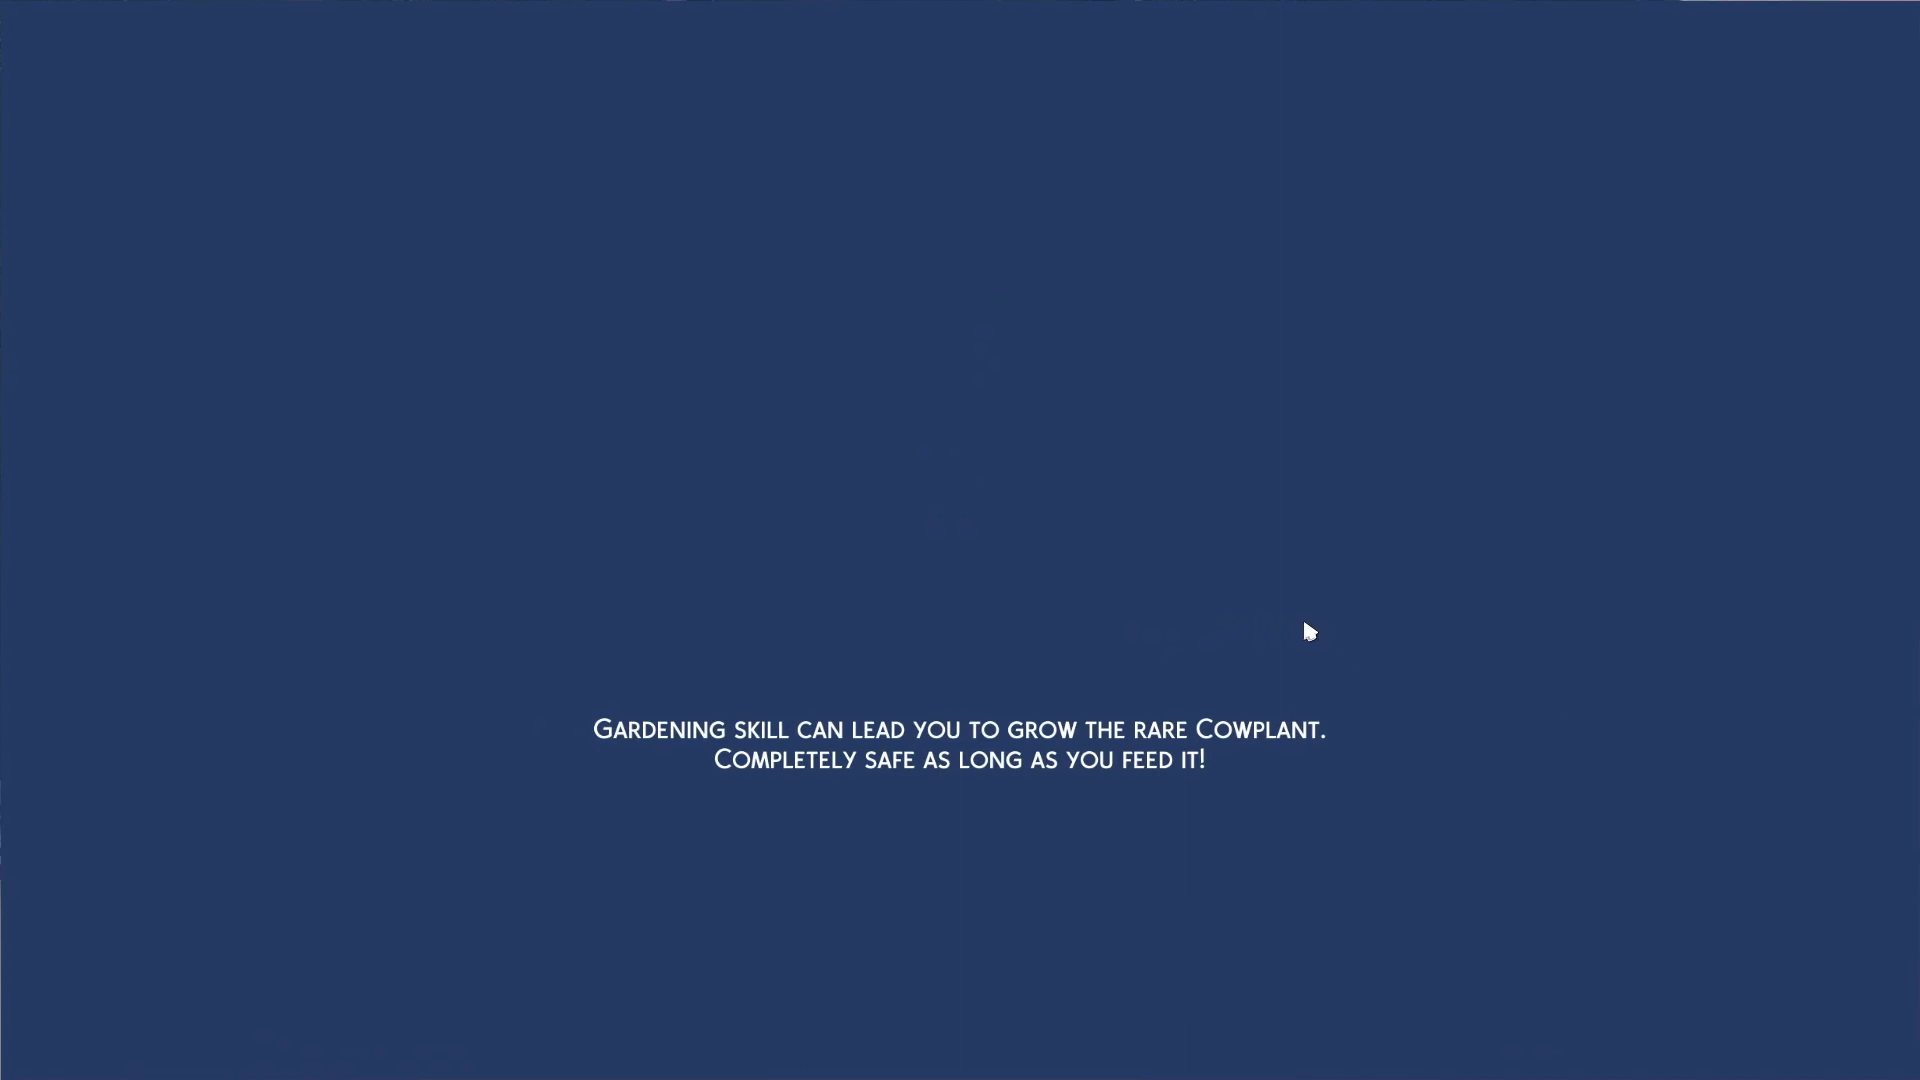 Gardening skill can lead you to grow the rare Cowplant.
Completely safe as long as you feed it!